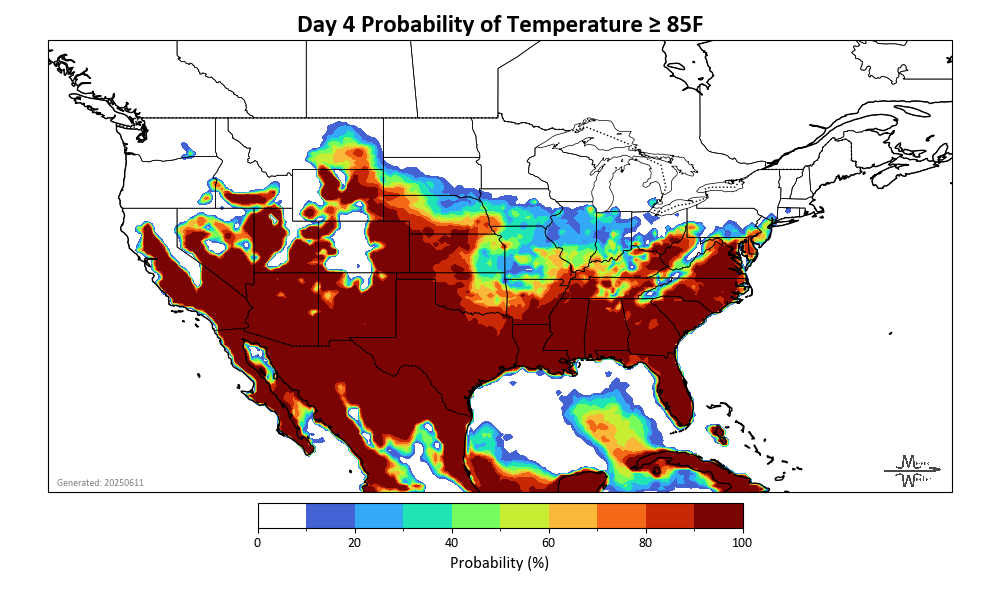 Day 4 Probability of Temperature ≥ 85F
Generated: 20250611
0 20 40 60 80 100
Probability (%)